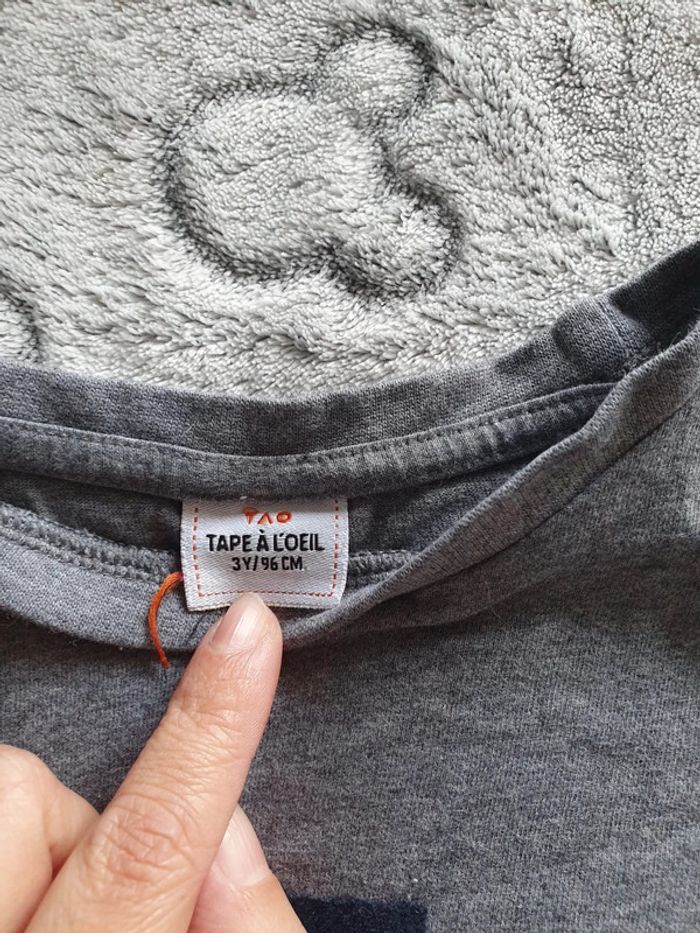 TAO
TAPE À L'OEIL
3Y/96 CM.